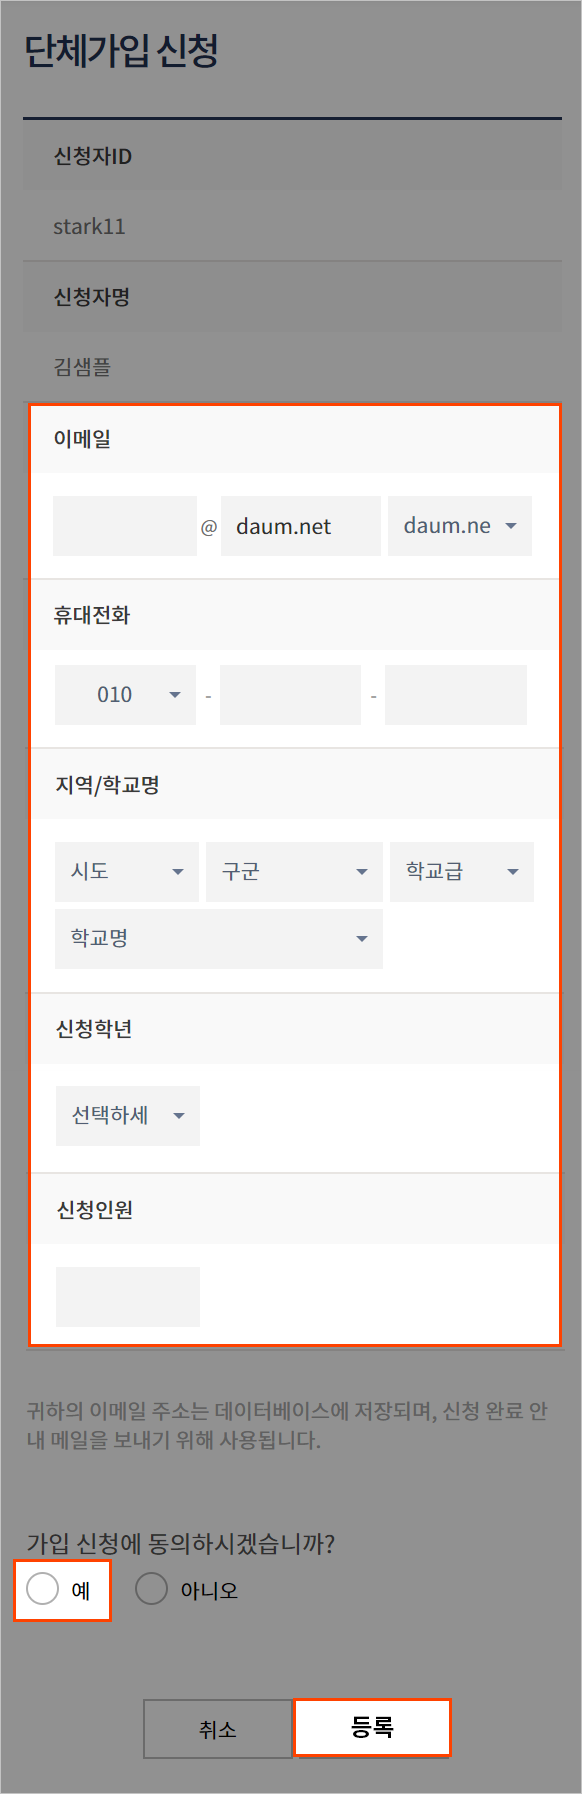 단체가입 신청
신청자ID
stark11
신청자명
김샘플
이메일
@ daum.net daum.ne
휴대전화
010 - -
지역/학교명
시도 구군 학교급
학교명
신청학년
선택하세
신청인원
귀하의 이메일 주소는 데이터베이스에 저장되며, 신청 완료 안
내 메일을 보내기 위해 사용됩니다.
가입 신청에 동의하시겠습니까?
예 아니오
취소 등록